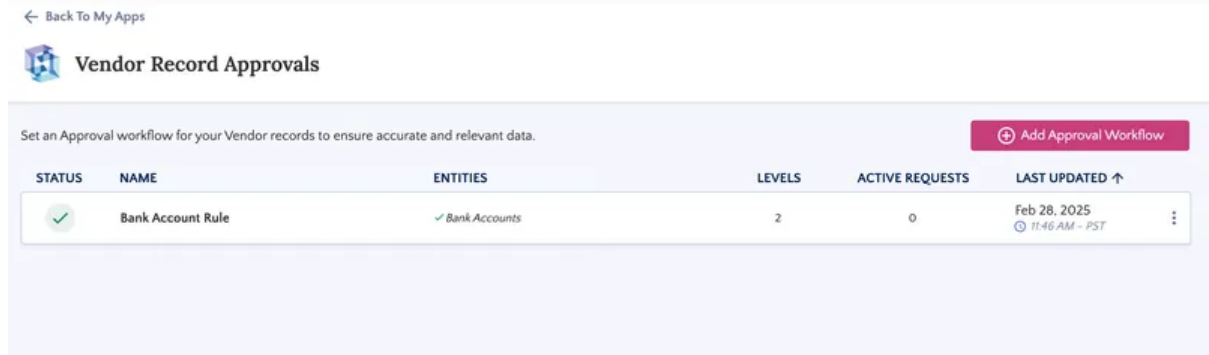 Back To My Apps
Vendor Record Approvals
Set an Approval workflow for your Vendor records to ensure accurate and relevant data.
Add Approval Workflow
STATUS NAME ENTITIES LEVELS ACTIVE REQUESTS LAST UPDATED
Bank Account Rule Bank Accounts 2 0 Feb 28, 2025
11:46 AM - PST